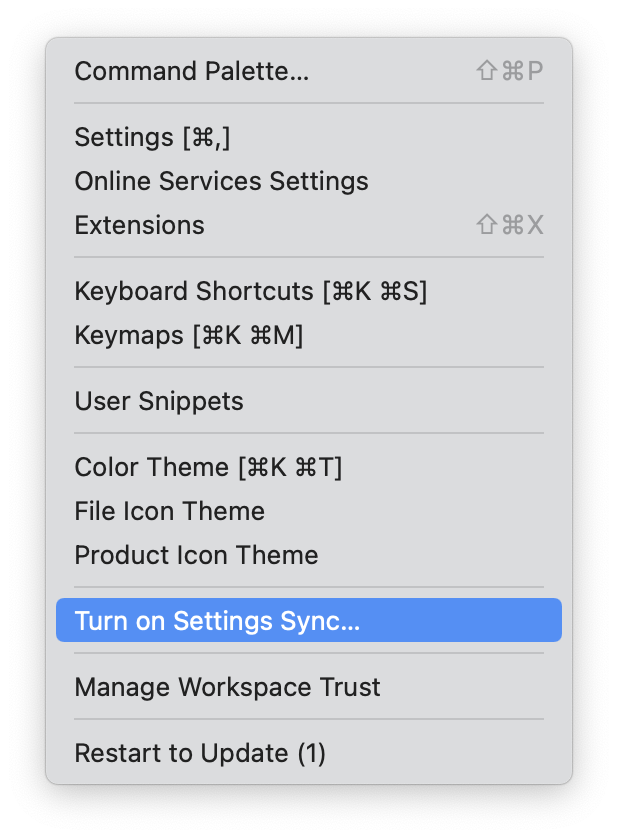 Command Palette... ⇧⌘P
Settings [⌘,]
Online Services Settings
Extensions ⇧⌘X
Keyboard Shortcuts [⌘K ⌘S]
Keymaps [⌘K ⌘M]
User Snippets
Color Theme [⌘K ⌘T]
File Icon Theme
Product Icon Theme
Turn on Settings Sync...
Manage Workspace Trust
Restart to Update (1)